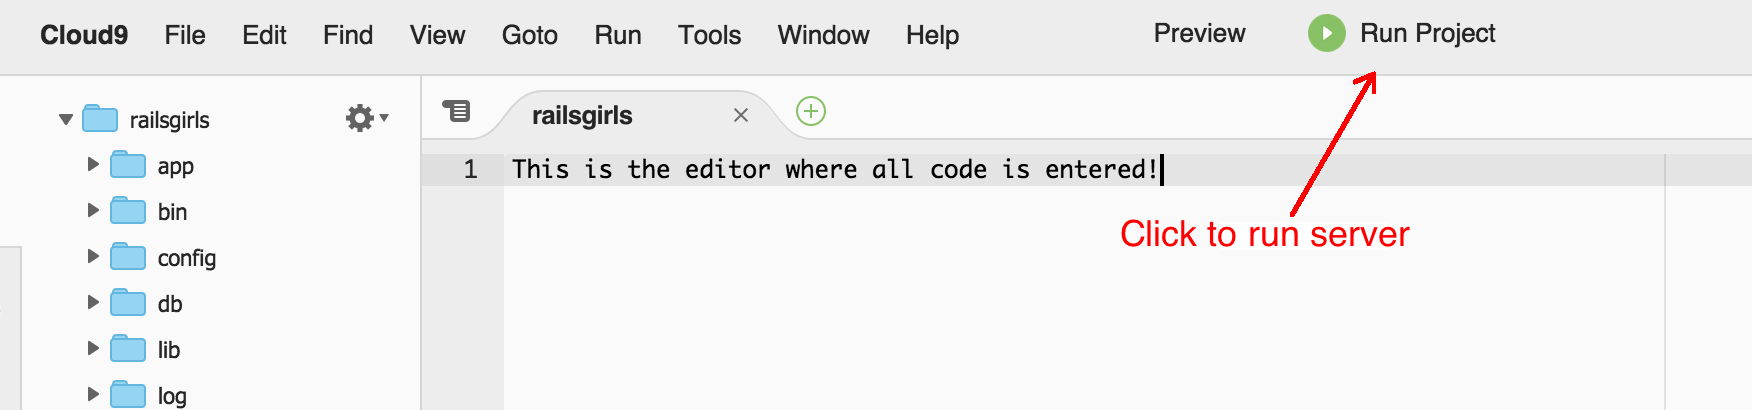 Cloud9 File Edit Find View Goto Run Tools Window Help Preview Run Project
railsgirls
railsgirls
app
1 This is the editor where all code is entered!
bin
Click to run server
config
db
lib
log